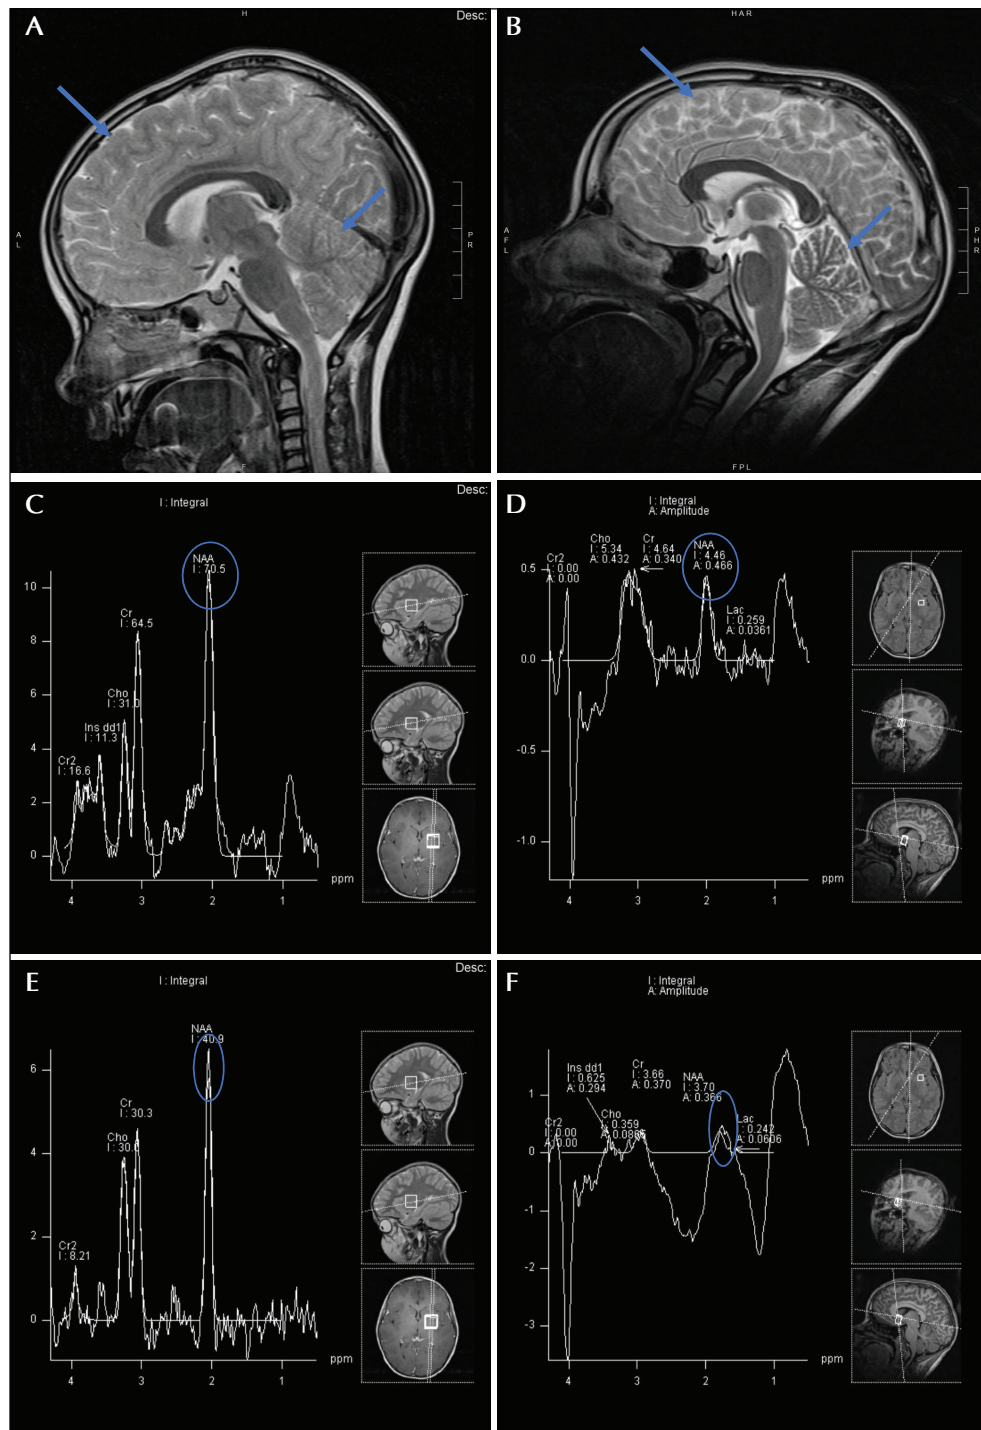 A
H
Desc:
A
L
P
R
F
B
H A R
A
F
L
P
H
R
F P L
C
Desc:
I : Integral
NAA
I : 70.5
Cr
I : 64.5
Cho
I : 31.0
Ins dd1
I : 11.3
Cr2
I : 16.6
10
8
6
4
2
0
ppm
4
3
2
1
D
I : Integral
A: Amplitude
Cho
I : 5.34
A: 0.432
Cr
I : 4.64
A: 0.340
NAA
I : 4.46
A: 0.466
Cr2
I : 0.00
A: 0.00
Lac
I : 0.259
A: 0.0361
0.5
0.0
-0.5
-1.0
ppm
4
3
2
1
E
Desc:
I : Integral
NAA
I : 40.9
Cr
I : 30.3
Cho
Cr2
I : 8.21
6
4
2
0
ppm
4
3
2
1
F
I : Integral
A: Amplitude
Ins dd1
I : 0.625
A: 0.294
Cr
I : 3.66
A: 0.370
NAA
I : 3.70
A: 0.366
Cho
0.359
Lac
I : 0.242
A: 0.0606
Cr2
I : 0.00
A: 0.00
1
0
-1
-2
-3
ppm
4
3
2
1